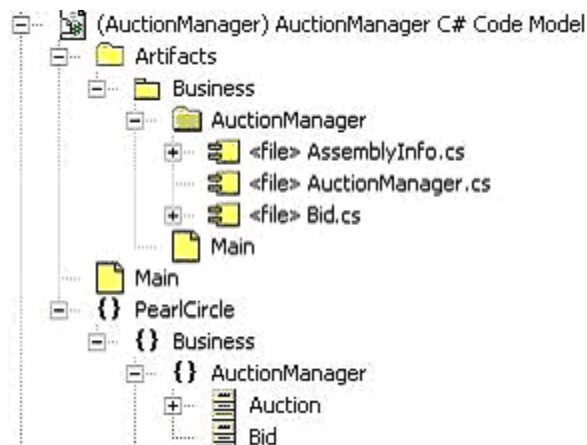 (AuctionManager) AuctionManager C# Code Model
Artifacts
Business
AuctionManager
<file> AssemblyInfo.cs
<file> AuctionManager.cs
<file> Bid.cs
Main
Main
{} PearlCircle
{} Business
{} AuctionManager
Auction
Bid